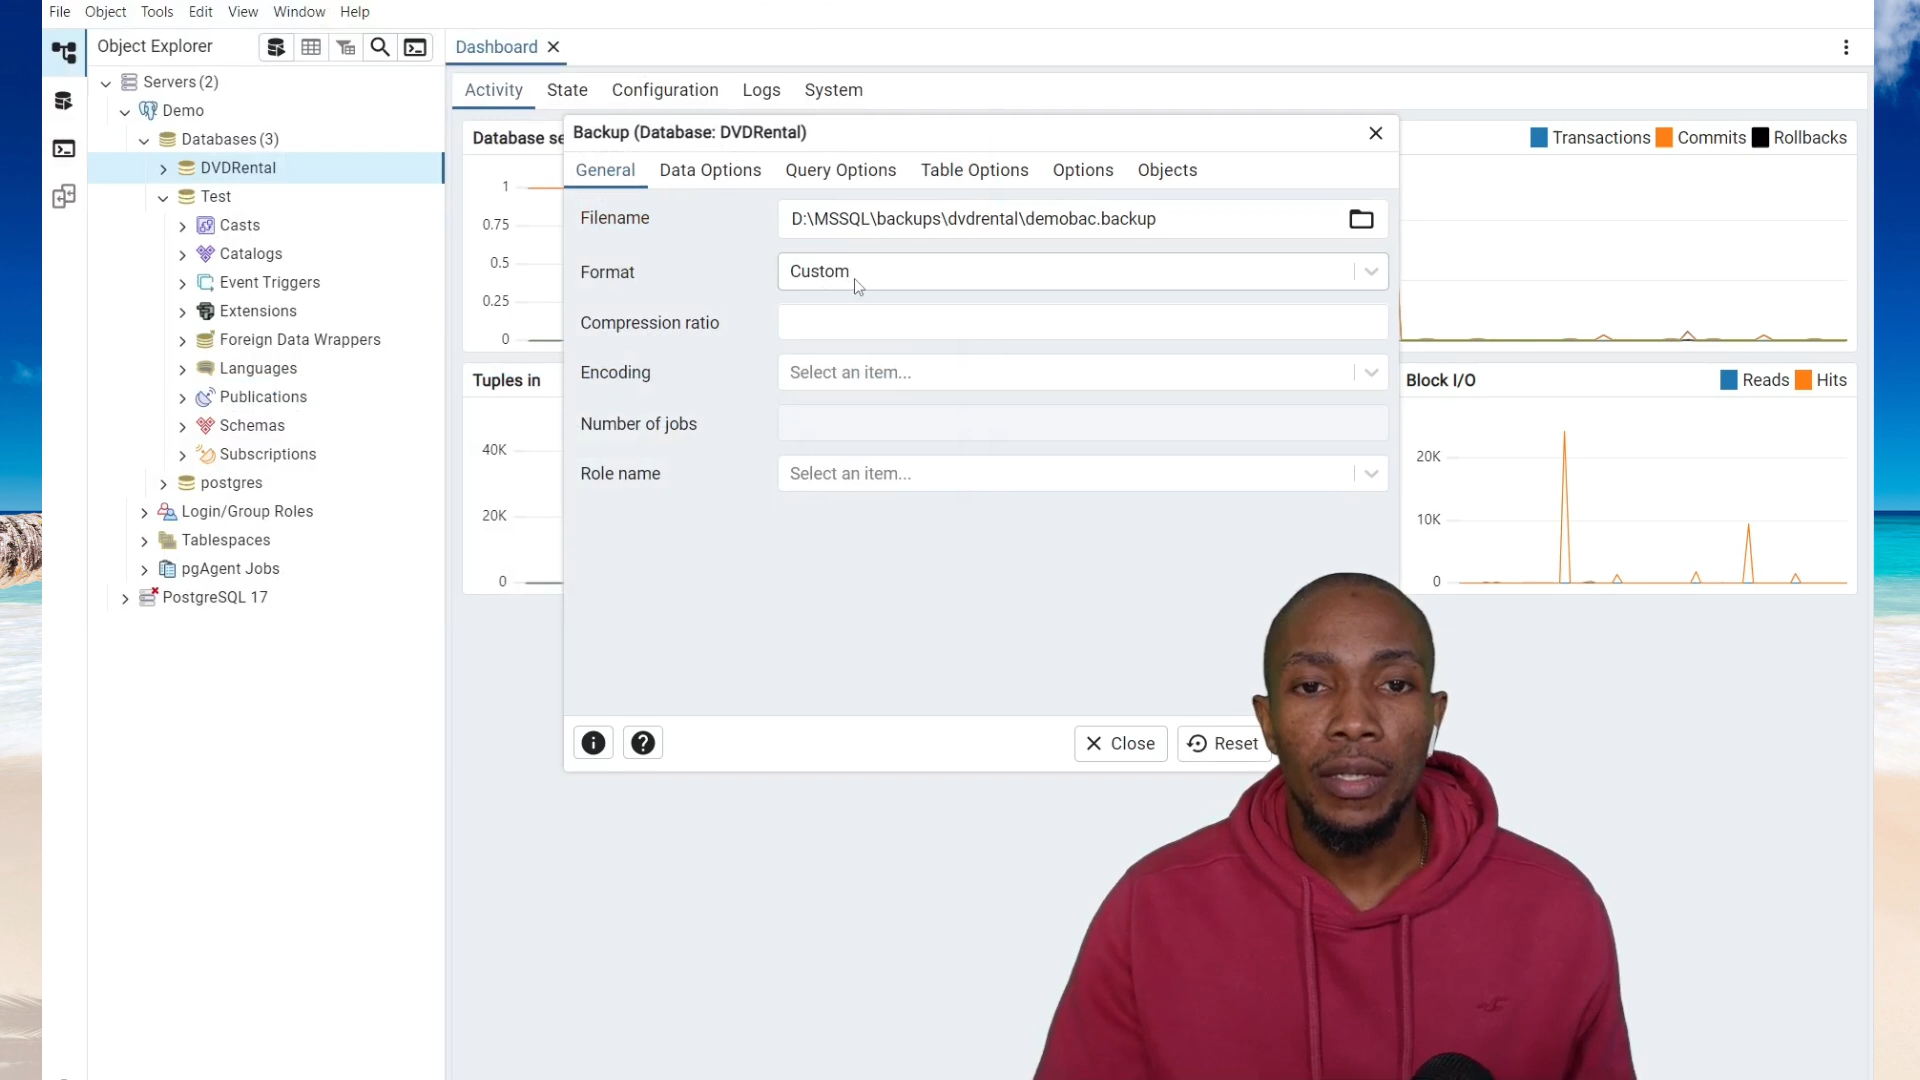 File Object Tools Edit View Window Help
Object Explorer
Dashboard
Servers (2)
Demo
Databases (3)
DVDRental
Test
Casts
Catalogs
Event Triggers
Extensions
Foreign Data Wrappers
Languages
Publications
Schemas
Subscriptions
postgres
Login/Group Roles
Tablespaces
pgAgent Jobs
PostgreSQL 17
Activity State Configuration Logs System
Database se
1
0.75
0.5
0.25
0
Tuples in
40K
20K
0
Backup (Database: DVDRental)
General Data Options Query Options Table Options Options Objects
Filename D:\MSSQL\backups\dvdrental\demobac.backup
Format Custom
Compression ratio
Encoding Select an item...
Number of jobs
Role name Select an item...
Close Reset
Transactions Commits Rollbacks
Block I/O Reads Hits
20K
10K
0